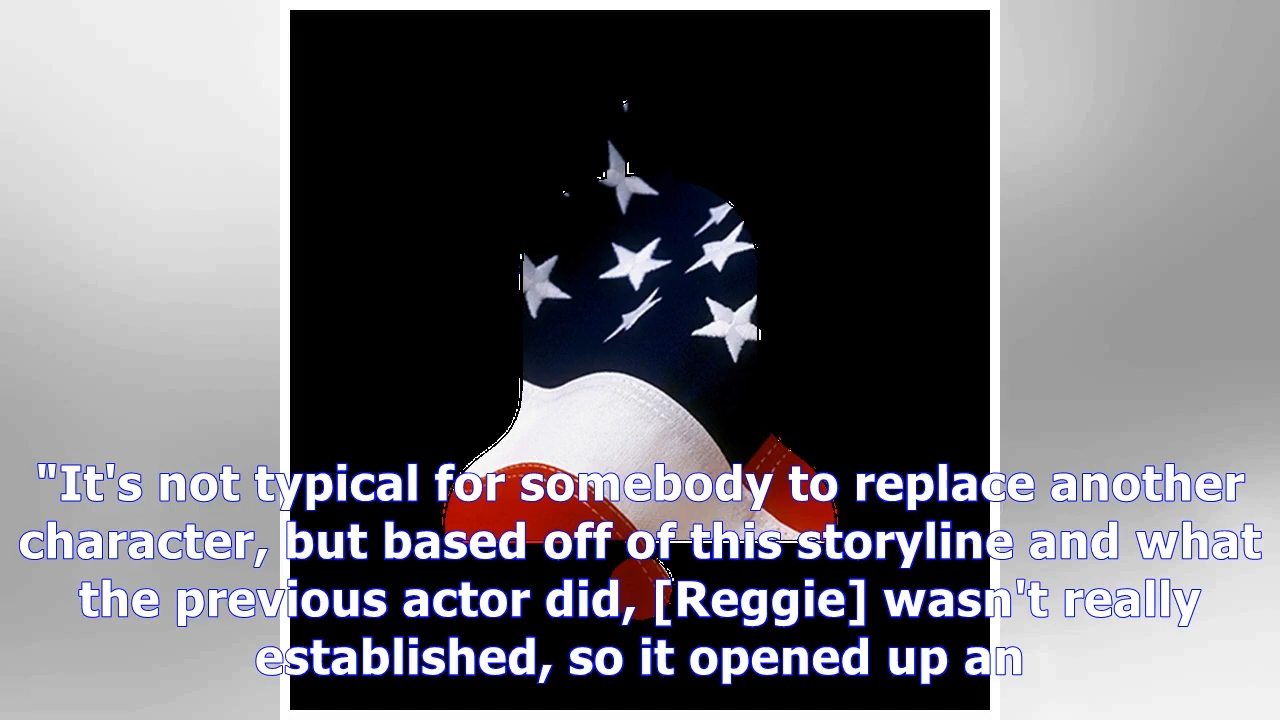 "It's not typical for somebody to replace another
character, but based off of this storyline and what
the previous actor did, [Reggie] wasn't really
established, so it opened up an